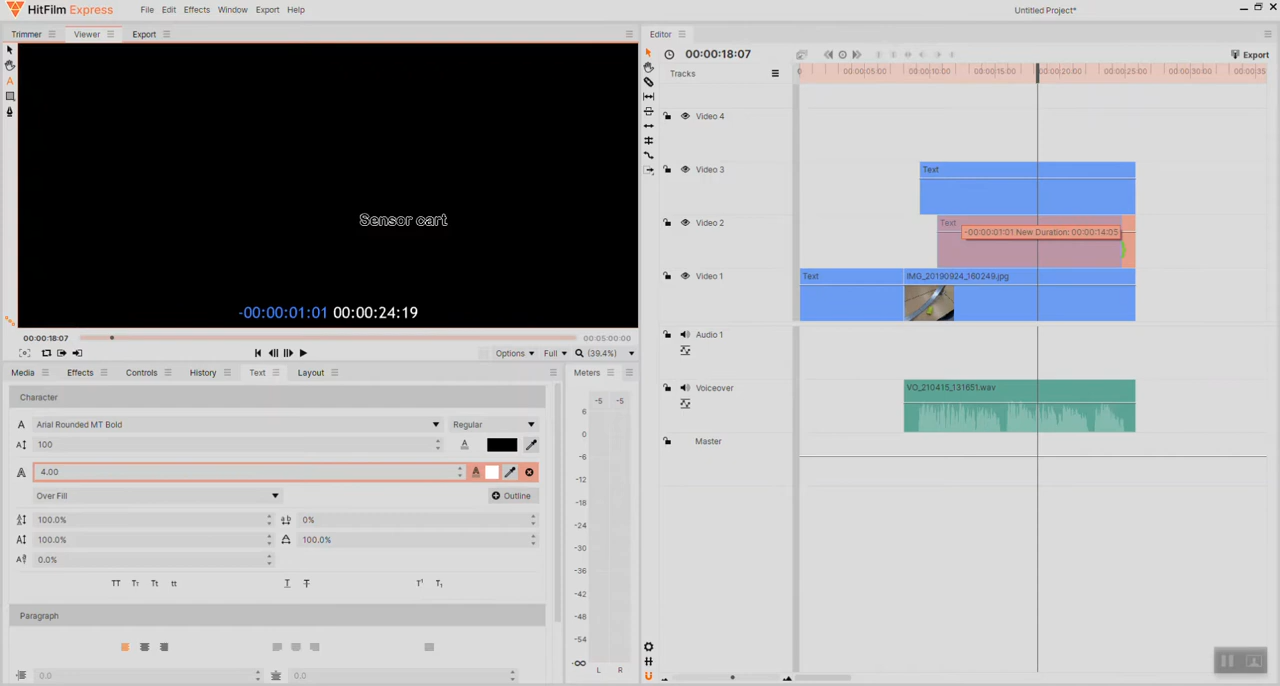 HitFilm Express
File Edit Effects Window Export Help
Untitled Project*
Trimmer Viewer Export
Sensor cart
-00:00:01:01 00:00:24:19
00:00:18:07
00:05:00:00
Options Full (39.4%)
Media Effects Controls History Text Layout
Character
Arial Rounded MT Bold Regular
100
4.00
Over Fill Outline
100.0% 0%
100.0% 100.0%
0.0%
TT Tt
Paragraph
0.0 0.0
Meters
-5 -5
6
0
-6
-12
-18
-24
-30
-36
-42
-48
-54
-∞
L R
Editor
00:00:18:07
Export
Tracks
0 00:00:05:00 00:00:10:00 00:00:15:00 00:00:20:00 00:00:25:00 00:00:30:00 00:00:35
Video 4
Video 3 Text
Video 2 Text
-00:00:01:01 New Duration: 00:00:14:05
Video 1 Text IMG_20190924_160249.jpg
Audio 1
Voiceover VO_210415_131651.wav
Master